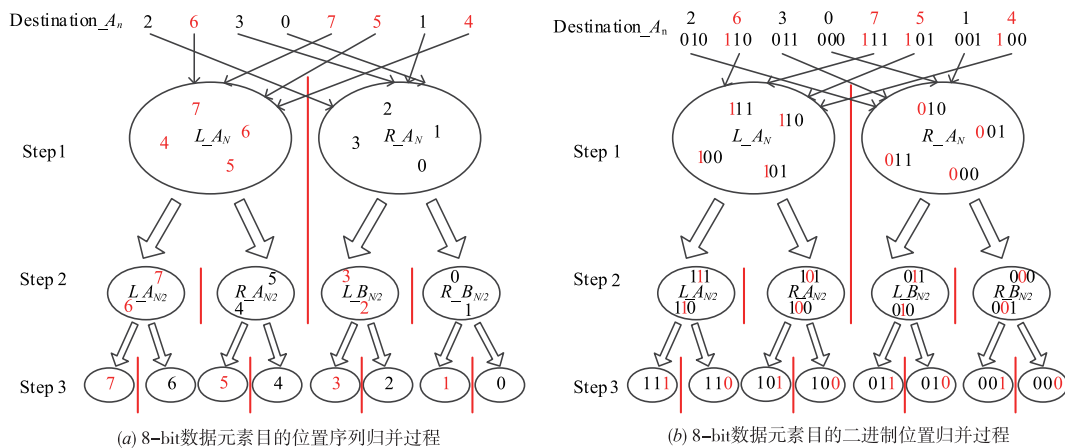 Destination_An 2 6 3 0 7 5 1 4
Step1
7
4 L_AN 6
5
2
3 R_AN 1
0
Step 2
7
L_AN/2
6
5
R_AN/2
4
3
L_BN/2
2
0
R_BN/2
1
Step 3 7 6 5 4 3 2 1 0
(a) 8-bit数据元素目的位置序列归并过程
2 6 3 0 7 5 1 4
Destination_An 010 110 011 000 111 101 001 100
Step 1
111
110
L_AN
100
101
010
R_AN 001
011
000
Step 2
111
L_AN/2
110
101
R_AN/2
100
011
L_BN/2
010
000
R_BN/2
001
Step3 111 110 101 100 011 010 001 000
(b) 8-bit数据元素目的二进制位置归并过程